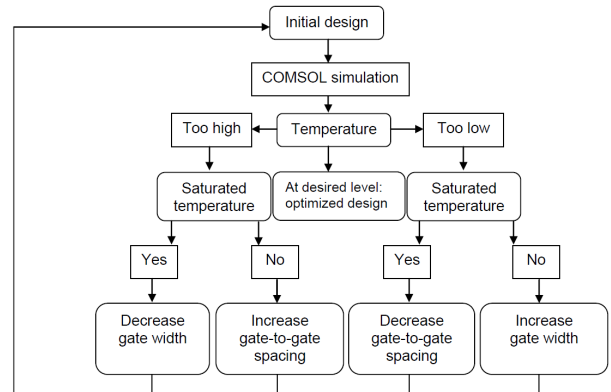 Initial design
COMSOL simulation
Too high
Temperature
Too low
Saturated
temperature
At desired level:
optimized design
Saturated
temperature
Yes
No
Yes
No
Decrease
gate width
Increase
gate-to-gate
spacing
Decrease
gate-to-gate
spacing
Increase
gate width